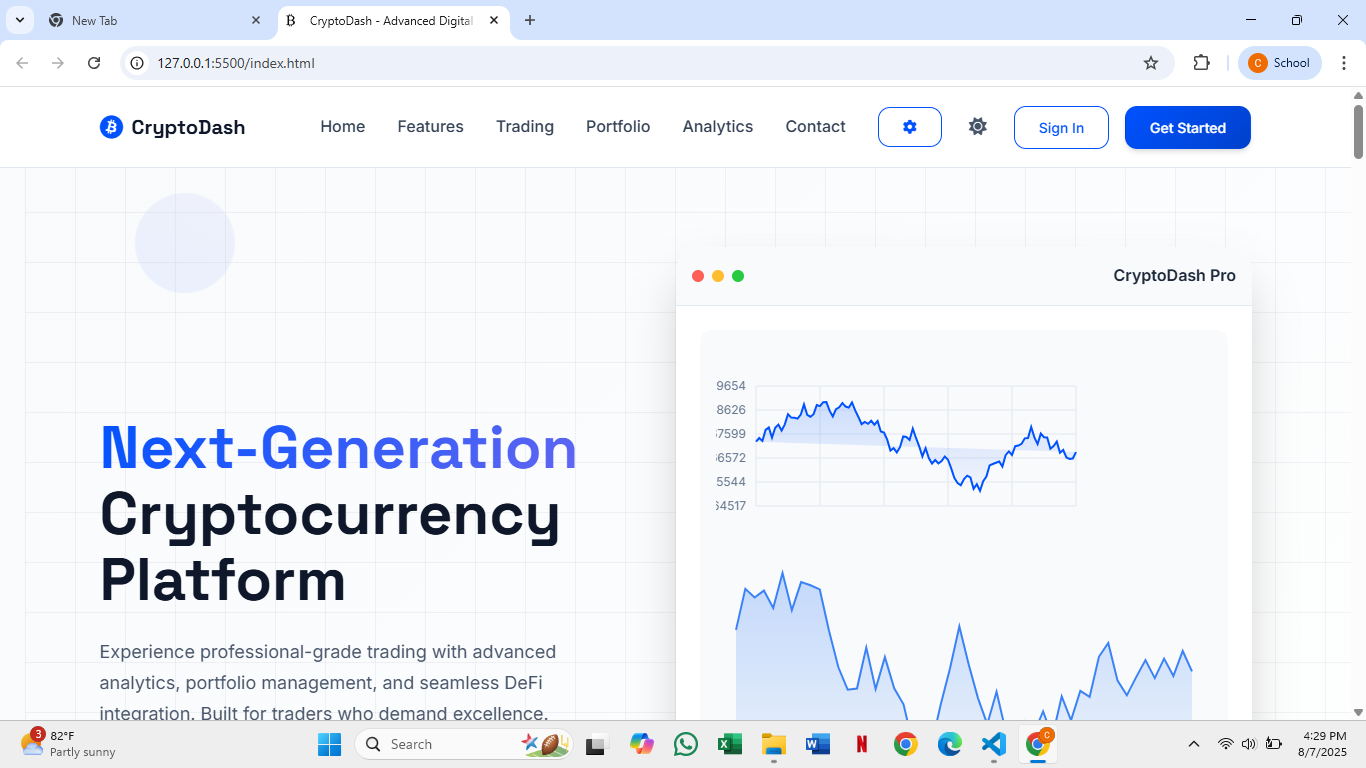 New Tab
CryptoDash - Advanced Digital
127.0.0.1:5500/index.html
C School
CryptoDash
Home Features Trading Portfolio Analytics Contact Sign In Get Started
CryptoDash Pro
9654
8626
7599
6572
5544
64517
Next-Generation
Cryptocurrency
Platform
Experience professional-grade trading with advanced
analytics, portfolio management, and seamless DeFi
integration. Built for traders who demand excellence.
3
82°F
Partly sunny
Search
N
C
4:29 PM
8/7/2025